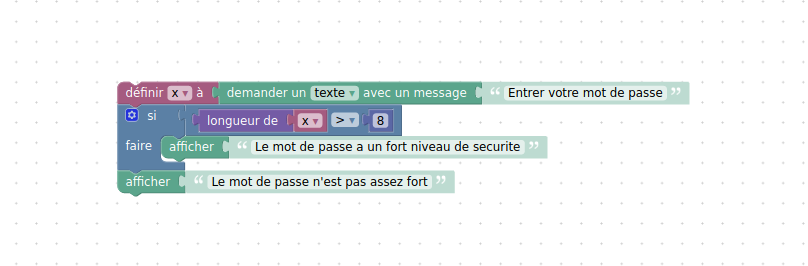 définir x ▾ à demander un texte ▾ avec un message “ Entrer votre mot de passe ”
si longueur de x ▾ > ▾ 8
faire afficher “ Le mot de passe a un fort niveau de securite ”
afficher “ Le mot de passe n'est pas assez fort ”